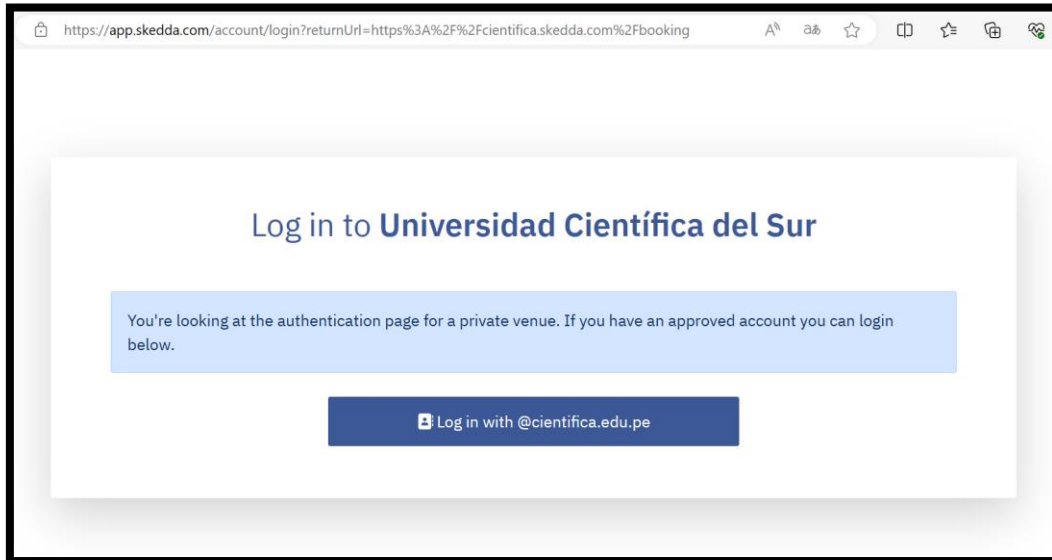 https://app.skedda.com/account/login?returnUrl=https%3A%2F%2Fcientifica.skedda.com%2Fbooking
Log in to Universidad Científica del Sur
You're looking at the authentication page for a private venue. If you have an approved account you can login
below.
Log in with @cientifica.edu.pe